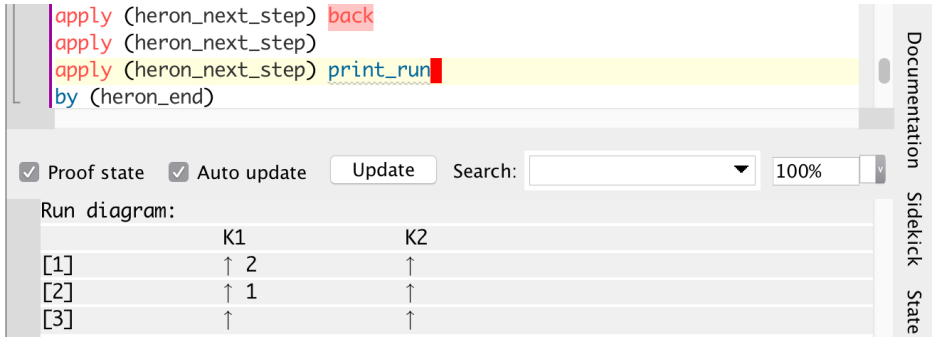 apply (heron_next_step) back
apply (heron_next_step)
apply (heron_next_step) print_run
by (heron_end)
Proof state Auto update Update Search: 100%
Run diagram:
K1 K2
[1] ↑ 2 ↑
[2] ↑ 1 ↑
[3] ↑ ↑
Documentation
Sidekick
State